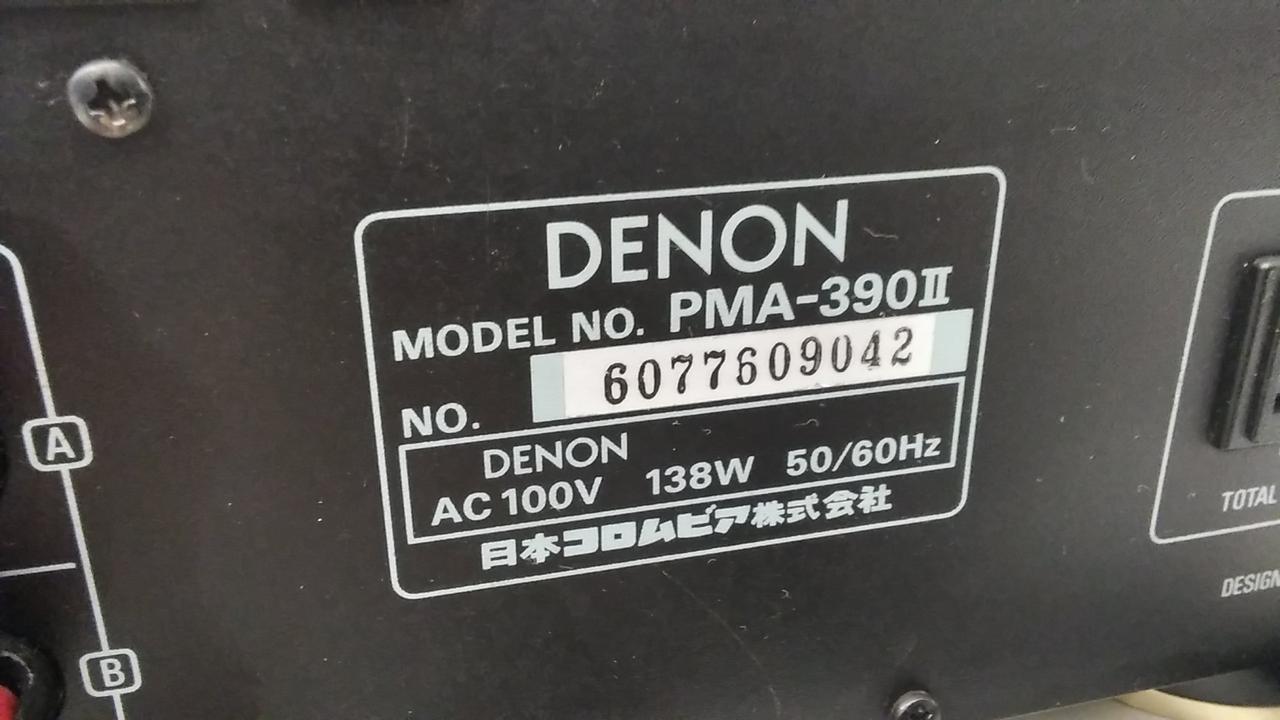 DENON
MODEL NO. PMA-390II
NO. 6077609042
DENON
AC 100V 138W 50/60Hz
日本コロムビア株式会社
A
B
TOTAL
DESIGN